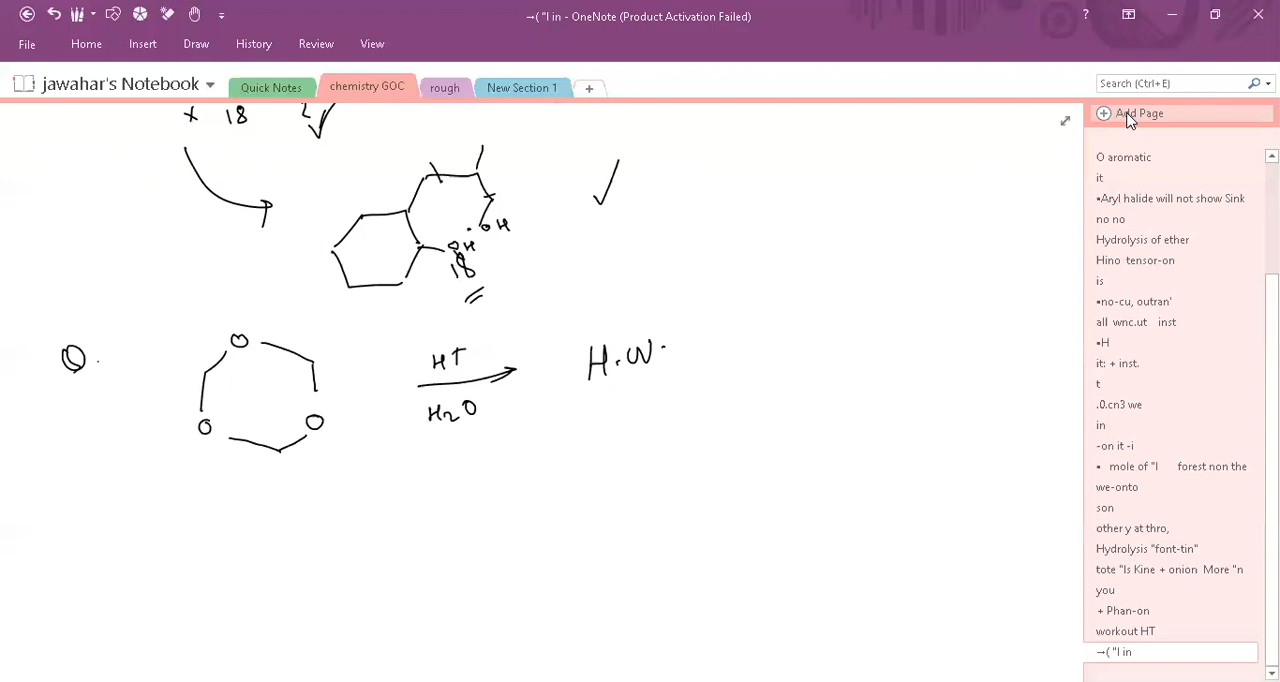 →( "I in - OneNote (Product Activation Failed)
?
File Home Insert Draw History Review View
jawahar's Notebook
Quick Notes
chemistry GOC
rough
New Section 1
+
Search (Ctrl+E)
Add Page
O aromatic
it
•Aryl halide will not show Sink
no no
Hydrolysis of ether
Hino tensor-on
is
•no-cu, outran'
all wnc.ut inst
•H
it: + inst.
t
.0.cn3 we
in
-on it -i
• mole of "I forest non the
we-onto
son
other y at thro,
Hydrolysis "font-tin"
tote "Is Kine + onion More "n
you
+ Phan-on
workout HT
→( "I in
+ 18
OH
OH
18
Q.
O
O O
H+
H2O
H.W.